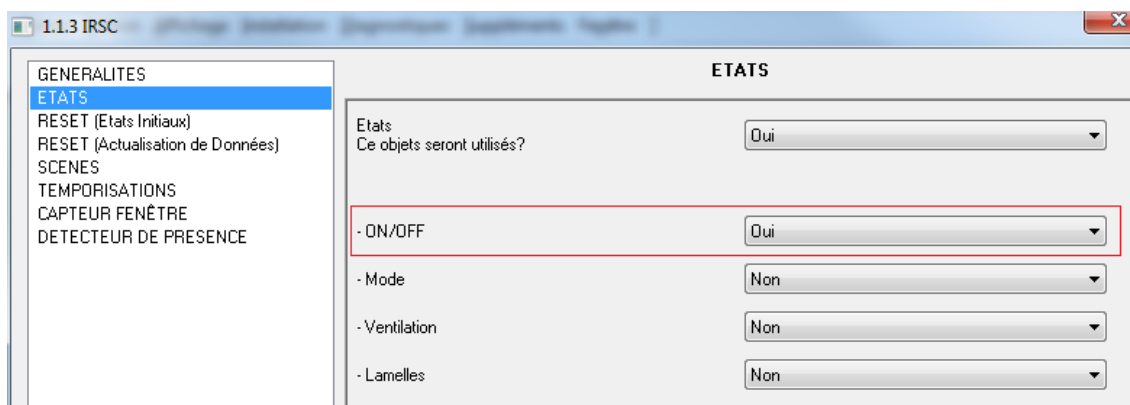 1.1.3 IRSC
GENERALITES
ETATS
RESET (Etats Initiaux)
RESET (Actualisation de Données)
SCENES
TEMPORISATIONS
CAPTEUR FENÊTRE
DETECTEUR DE PRESENCE
ETATS
Etats
Ce objets seront utilisés?
Oui
- ON/OFF
Oui
- Mode
Non
- Ventilation
Non
- Lamelles
Non